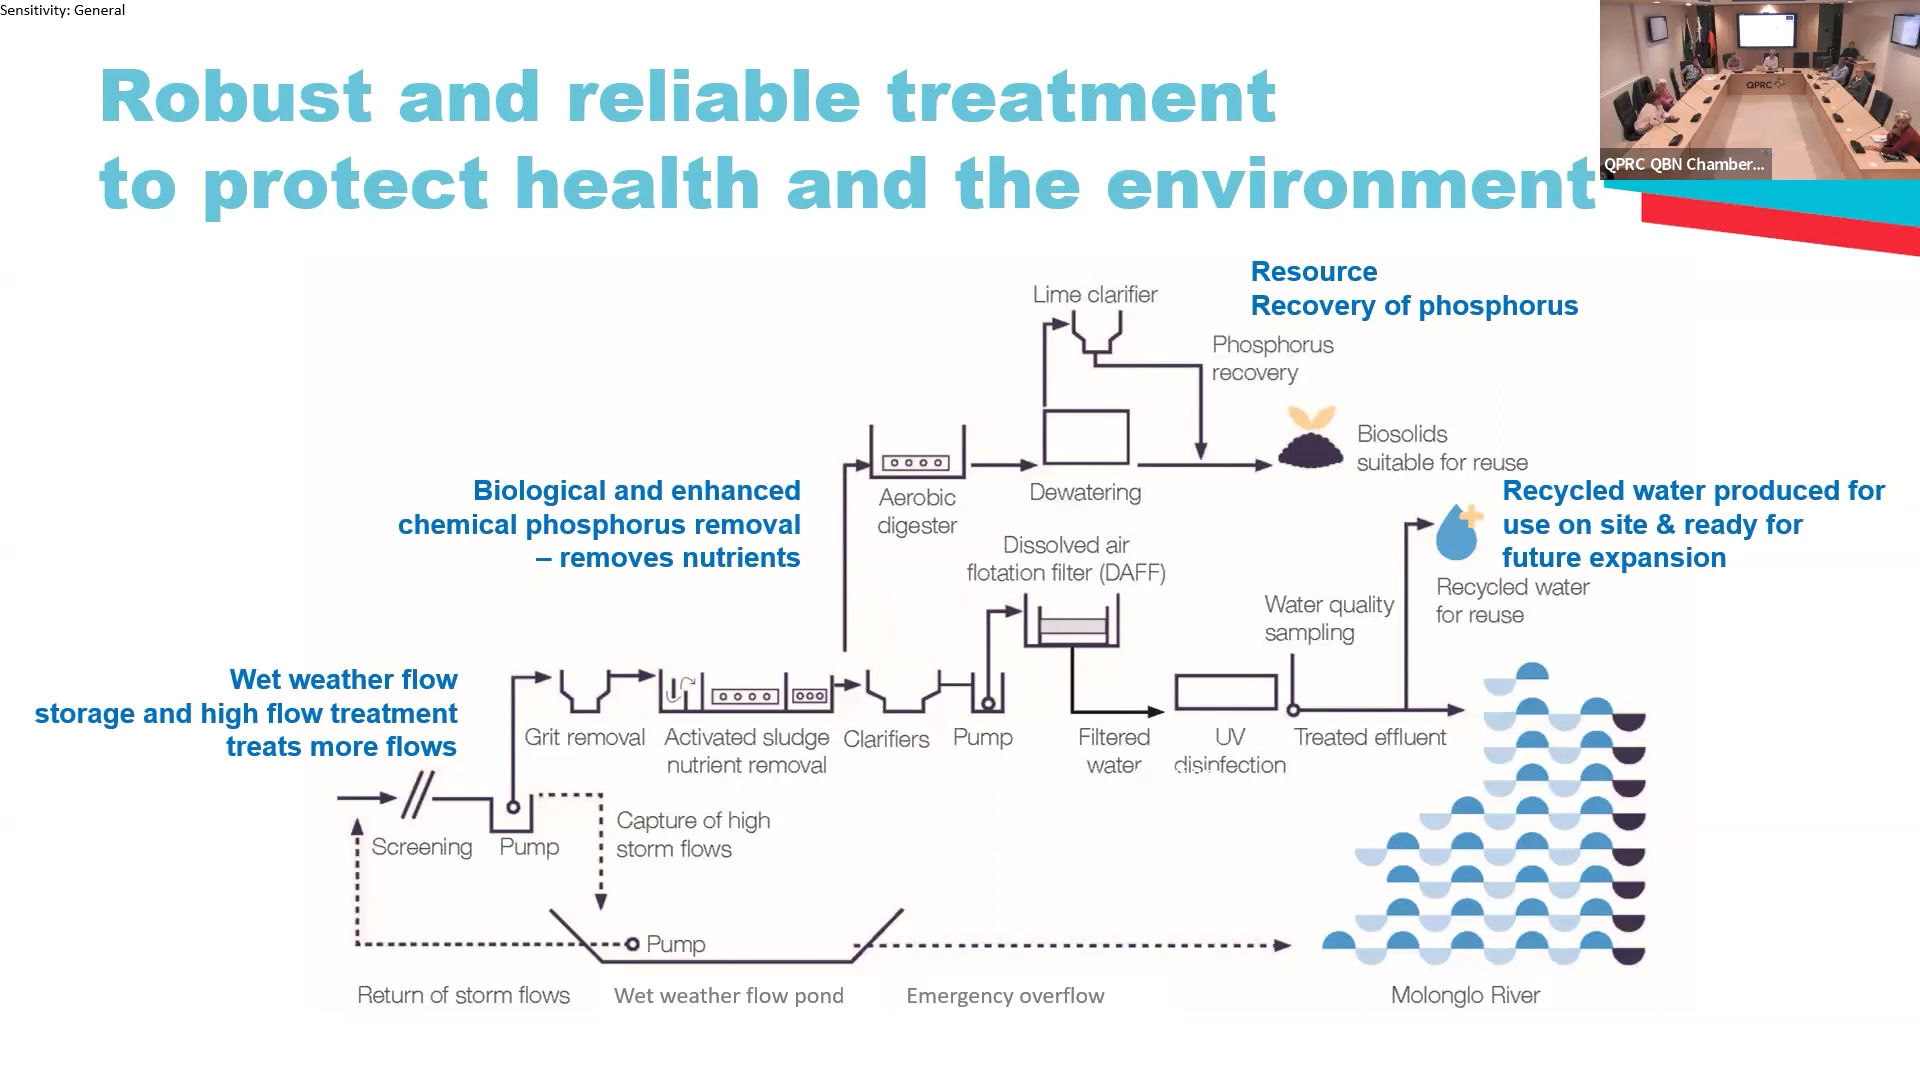 Sensitivity: General
Robust and reliable treatment
to protect health and the environment
QPRC
QPRC QBN Chamber...
Resource
Recovery of phosphorus
Lime clarifier
Phosphorus
recovery
Biosolids
suitable for reuse
Aerobic
digester
Dewatering
Biological and enhanced
chemical phosphorus removal
– removes nutrients
Recycled water produced for
use on site & ready for
future expansion
Dissolved air
flotation filter (DAFF)
Recycled water
for reuse
Water quality
sampling
Wet weather flow
storage and high flow treatment
treats more flows
Grit removal
Activated sludge
nutrient removal
Clarifiers
Pump
Filtered
water
UV
disinfection
Treated effluent
Screening
Pump
Capture of high
storm flows
Pump
Return of storm flows
Wet weather flow pond
Emergency overflow
Molonglo River